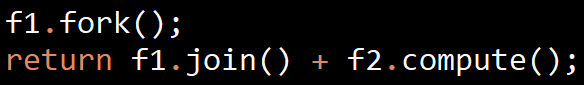 f1.fork();
return f1.join() + f2.compute();